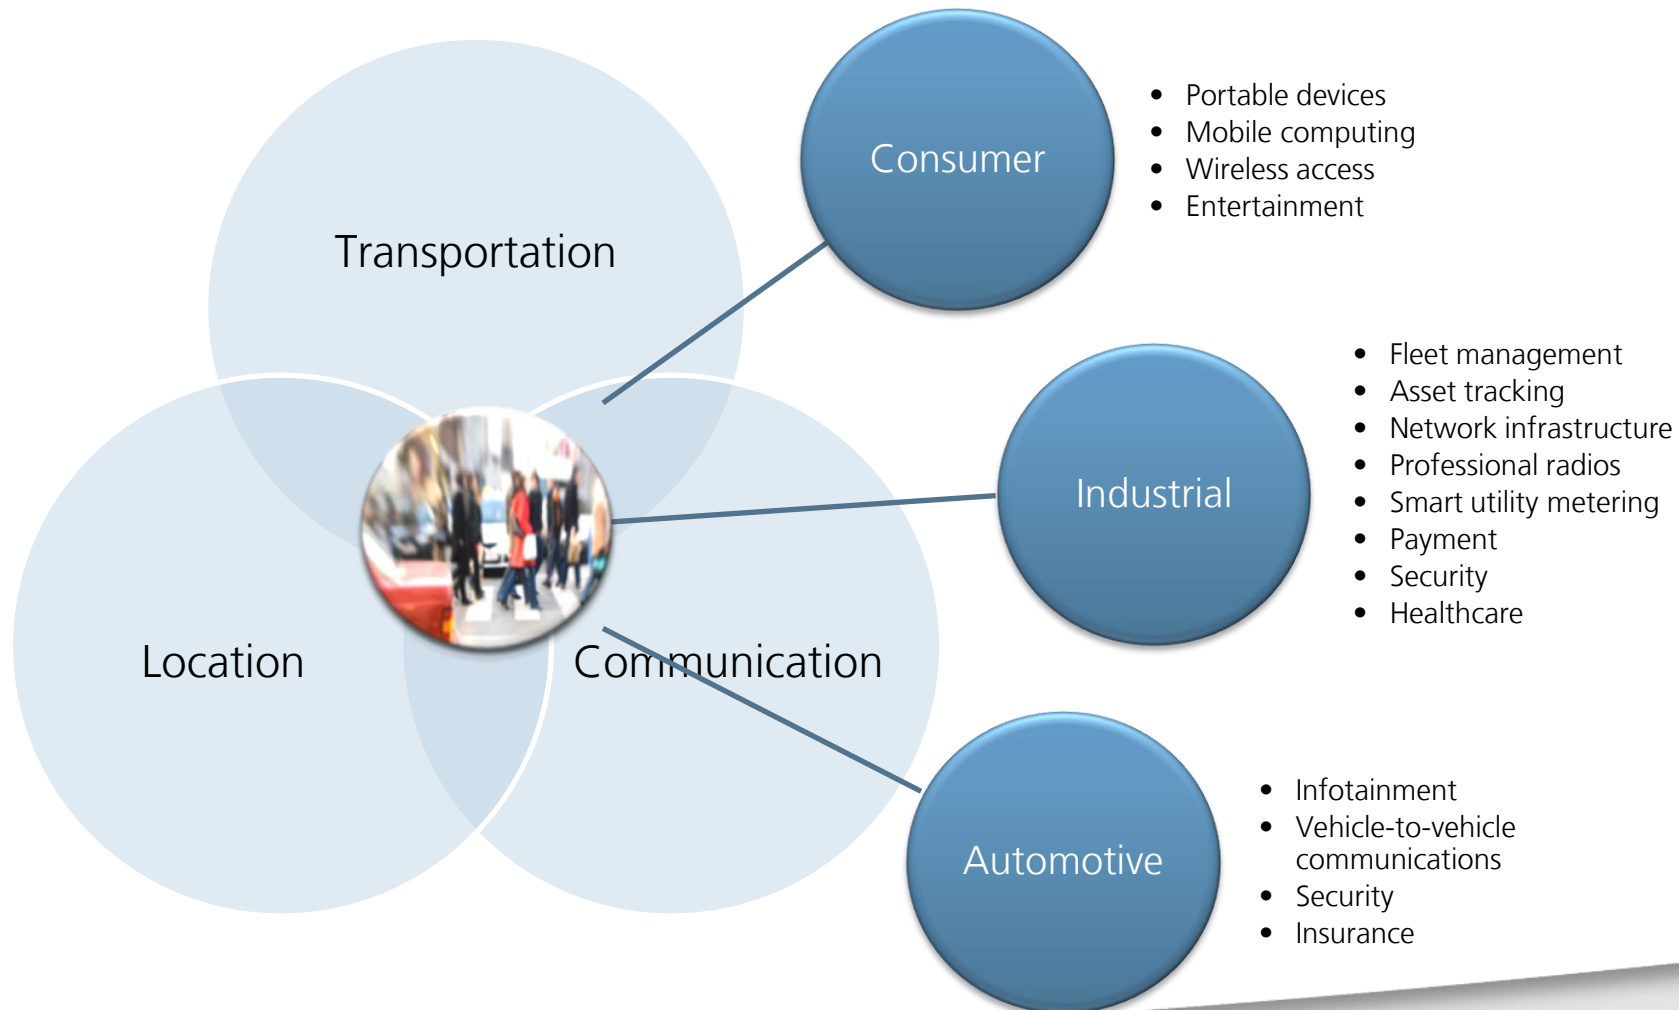 Transportation
Location
Communication
Consumer
• Portable devices
• Mobile computing
• Wireless access
• Entertainment
Industrial
• Fleet management
• Asset tracking
• Network infrastructure
• Professional radios
• Smart utility metering
• Payment
• Security
• Healthcare
Automotive
• Infotainment
• Vehicle-to-vehicle
communications
• Security
• Insurance